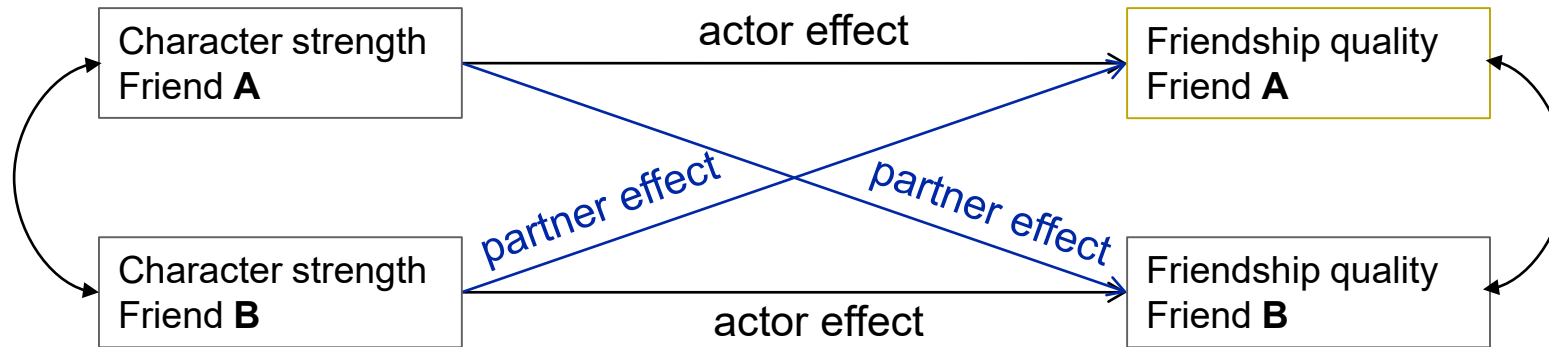 Character strength
Friend A
actor effect
Friendship quality
Friend A
partner effect
partner effect
Character strength
Friend B
actor effect
Friendship quality
Friend B